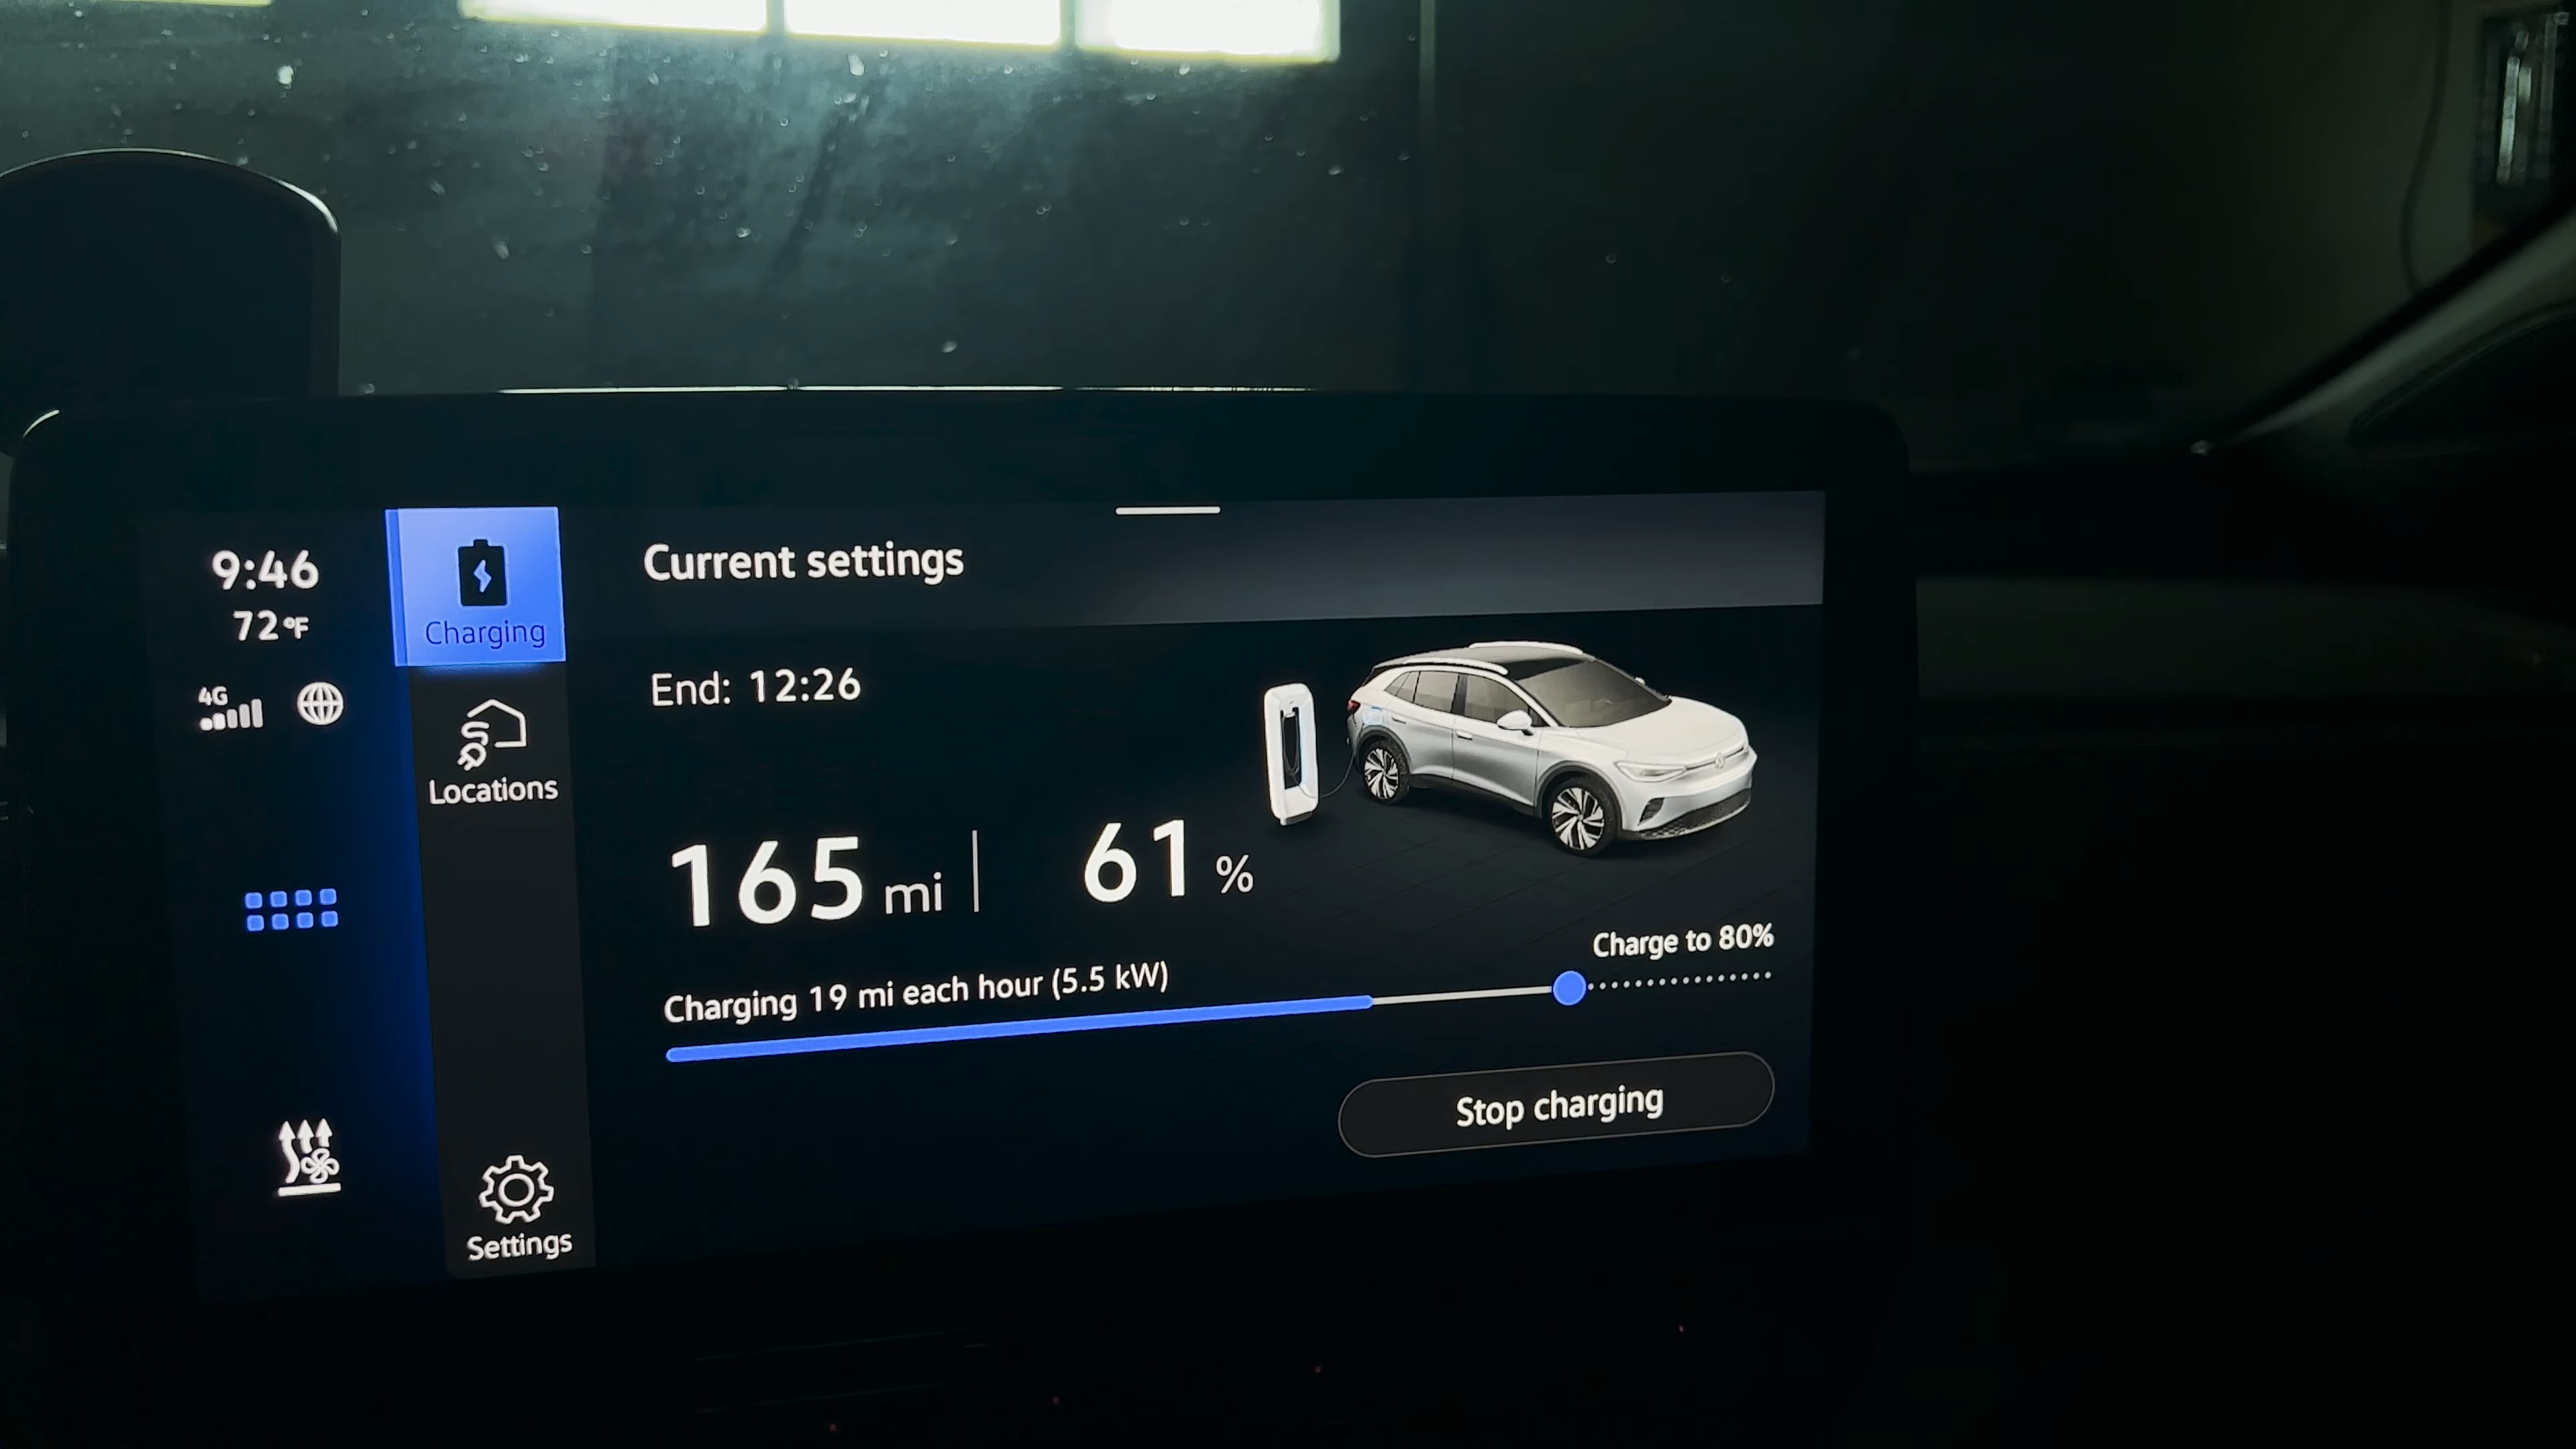 9:46
72°F
4G
Charging
Locations
Settings
Current settings
End: 12:26
165 mi
61 %
Charge to 80%
Charging 19 mi each hour (5.5 kW)
Stop charging